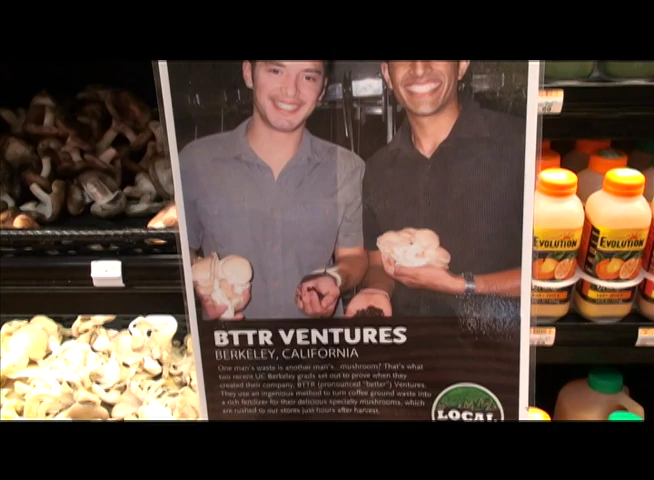 BTTR VENTURES
BERKELEY, CALIFORNIA
One man's waste is another man's... mushroom? That's what
two recent UC Berkeley grads set out to prove when they
created their company, BTTR (pronounced "better") Ventures.
They use an ingenious method to turn coffee ground waste into
a rich fertilizer for their delicious specialty mushrooms, which
are rushed to our stores just hours after harvest.
LOCAL
EVOLUTION
EVOLUTION